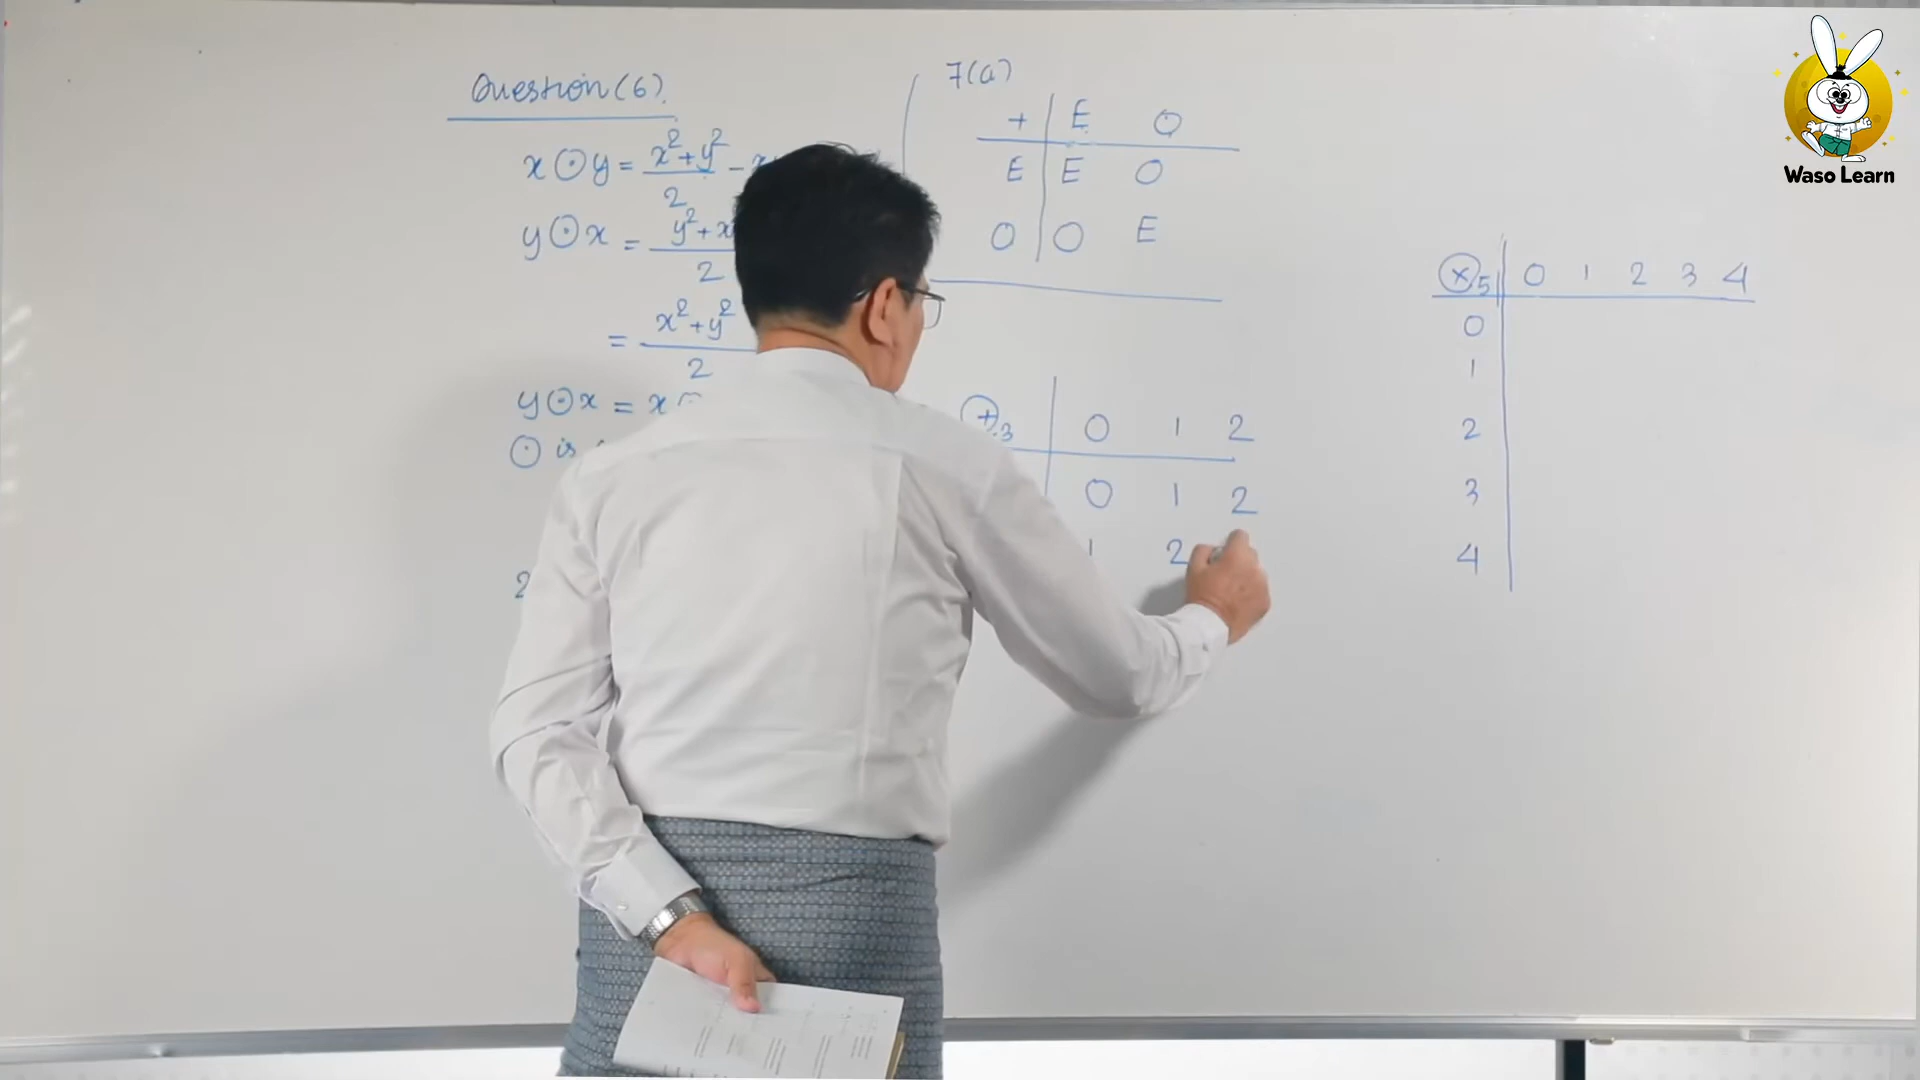 Question (6).
x ⊙ y = x²+y² / 2 -
y ⊙ x = y²+x / 2
= x²+y² / 2
y ⊙ x = x
⊙ is
2
7(a)
+ E O
E E O
O O E
⊕3 0 1 2
0 1 2
1 2
⊗5 0 1 2 3 4
0
1
2
3
4
Waso Learn